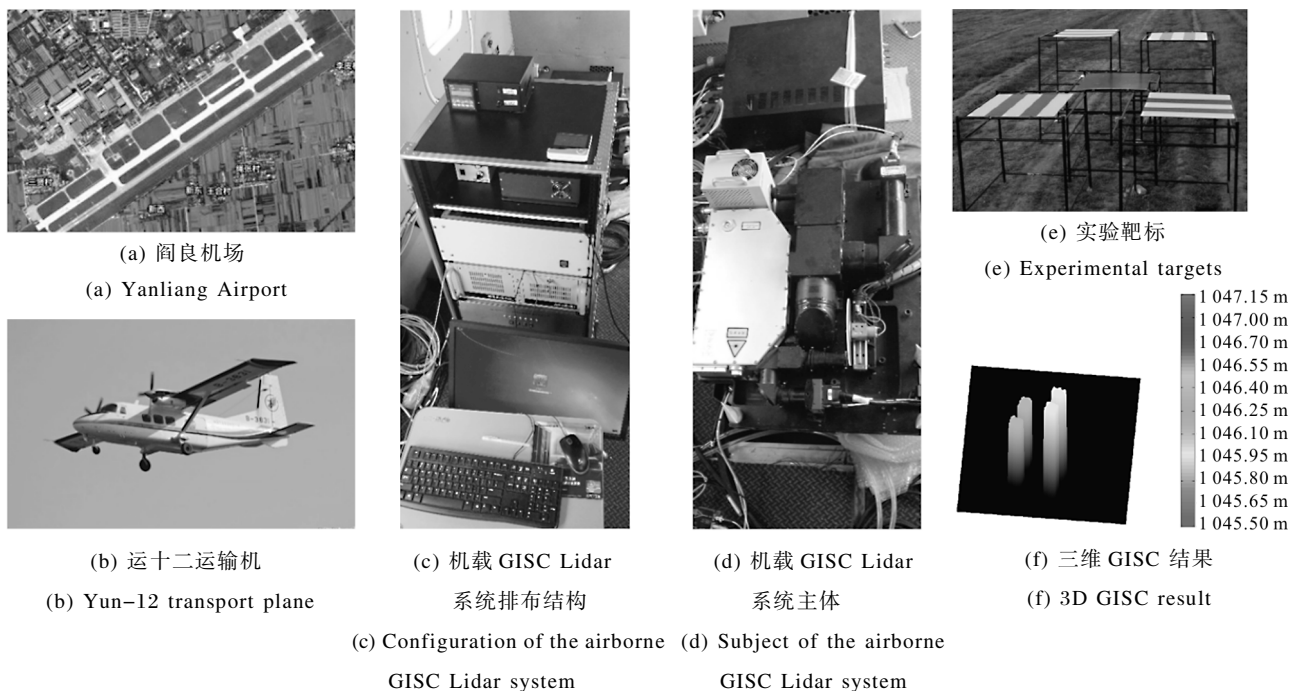 (a) 阎良机场
(a) Yanliang Airport
(b) 运十二运输机
(b) Yun-12 transport plane
(c) 机载 GISC Lidar
系统排布结构
(c) Configuration of the airborne
GISC Lidar system
(d) 机载 GISC Lidar
系统主体
(d) Subject of the airborne
GISC Lidar system
(e) 实验靶标
(e) Experimental targets
1 047.15 m
1 047.00 m
1 046.70 m
1 046.55 m
1 046.40 m
1 046.25 m
1 046.10 m
1 045.95 m
1 045.80 m
1 045.65 m
1 045.50 m
(f) 三维 GISC 结果
(f) 3D GISC result